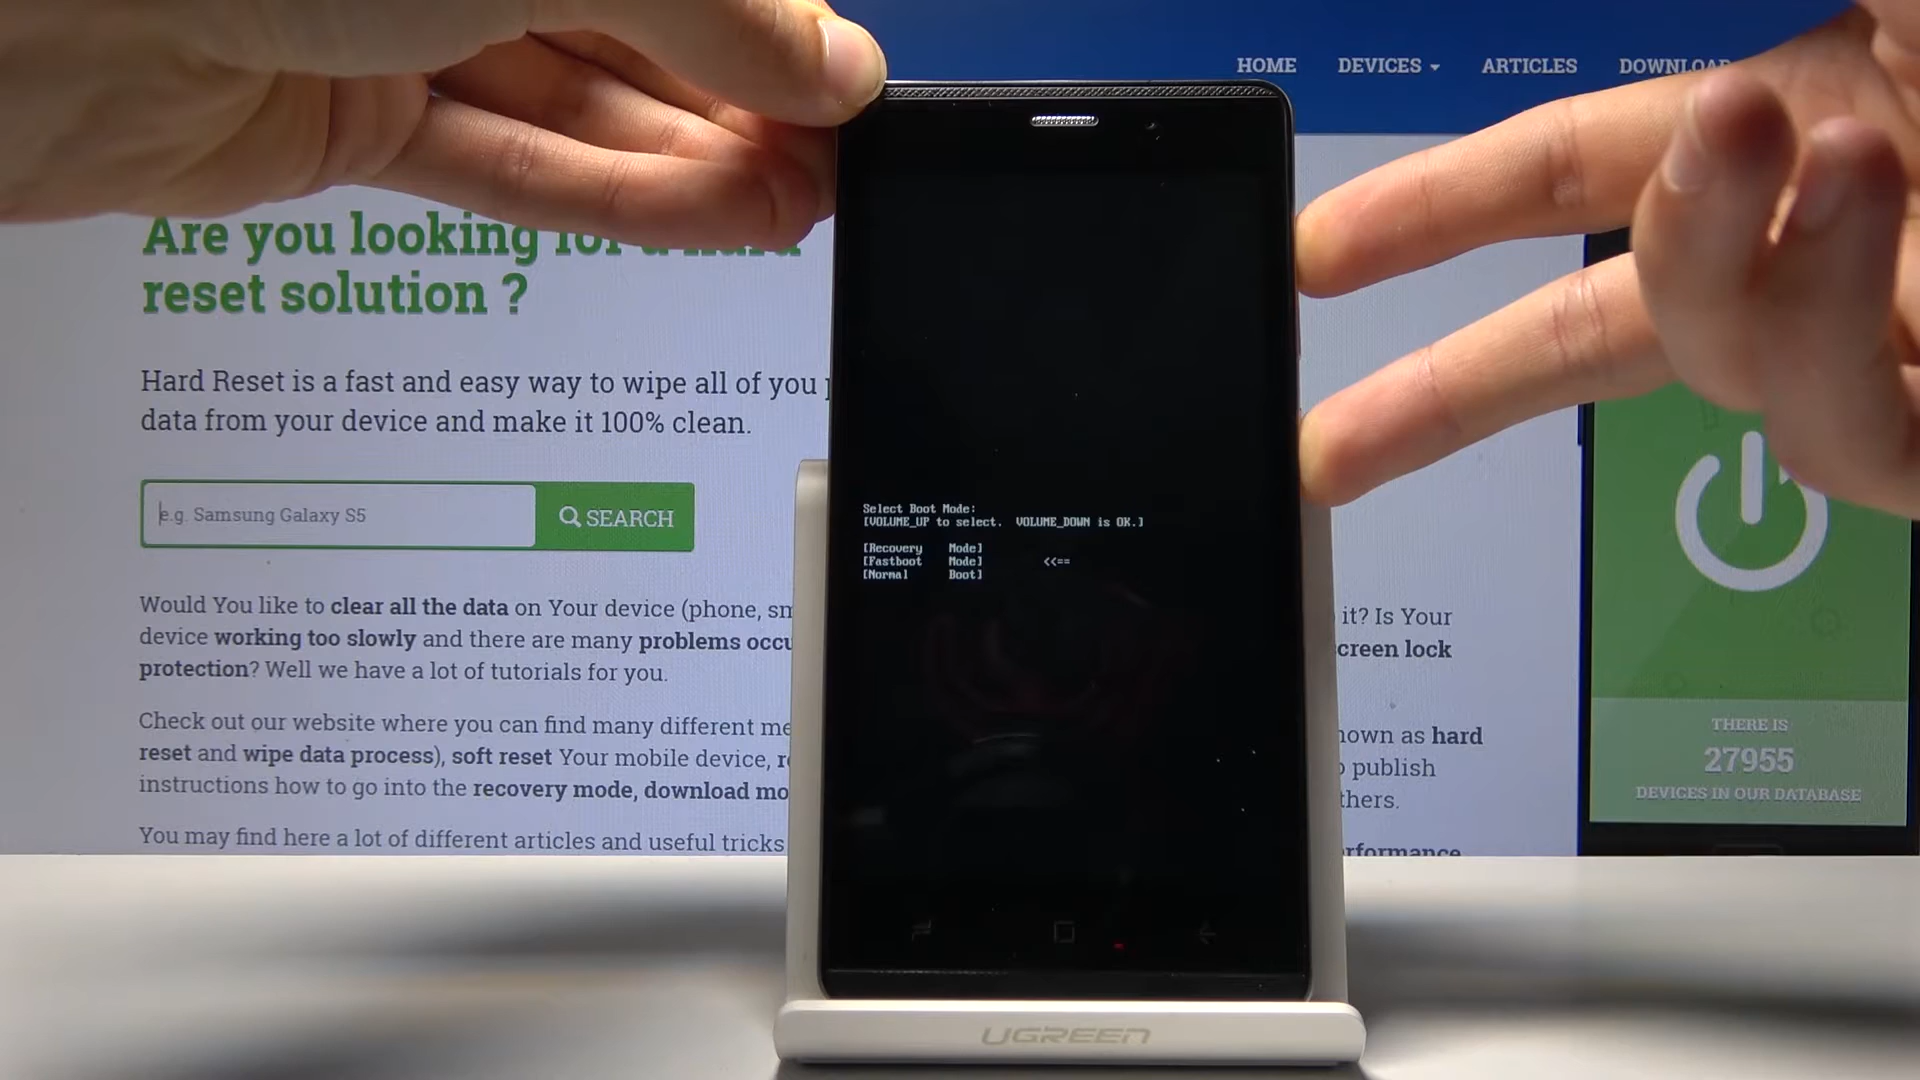 HOME DEVICES ARTICLES
Are you looking
reset solution ?
Hard Reset is a fast and easy way to wipe all of you
data from your device and make it 100% clean.
e.g. Samsung Galaxy S5
SEARCH
Would You like to clear all the data on Your device (phone,
device working too slowly and there are many problems
protection? Well we have a lot of tutorials for you.
Check out our website where you can find many different
reset and wipe data process), soft reset Your mobile device,
instructions how to go into the recovery mode, download
You may find here a lot of different articles and useful tricks
Select Boot Mode:
[VOLUME_UP to select. VOLUME_DOWN is OK.]
[Recovery Mode]
[Fastboot Mode] <<==
[Normal Boot]
it? Is Your
screen lock
as hard
publish
THERE IS
27955
DEVICES IN OUR DATABASE
UGREEN